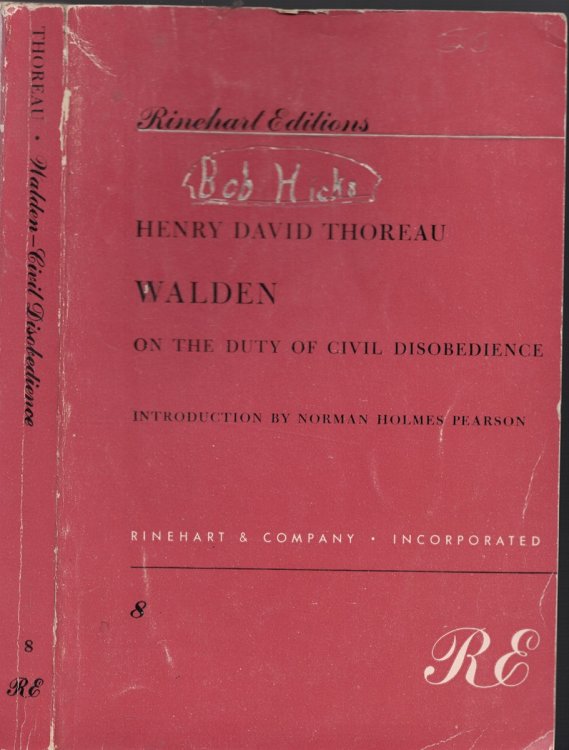 THOREAU • Walden—Civil Disobedience
8
RE
Rinehart Editions
Bob Hicks
HENRY DAVID THOREAU
WALDEN
ON THE DUTY OF CIVIL DISOBEDIENCE
INTRODUCTION BY NORMAN HOLMES PEARSON
RINEHART & COMPANY • INCORPORATED
8
RE